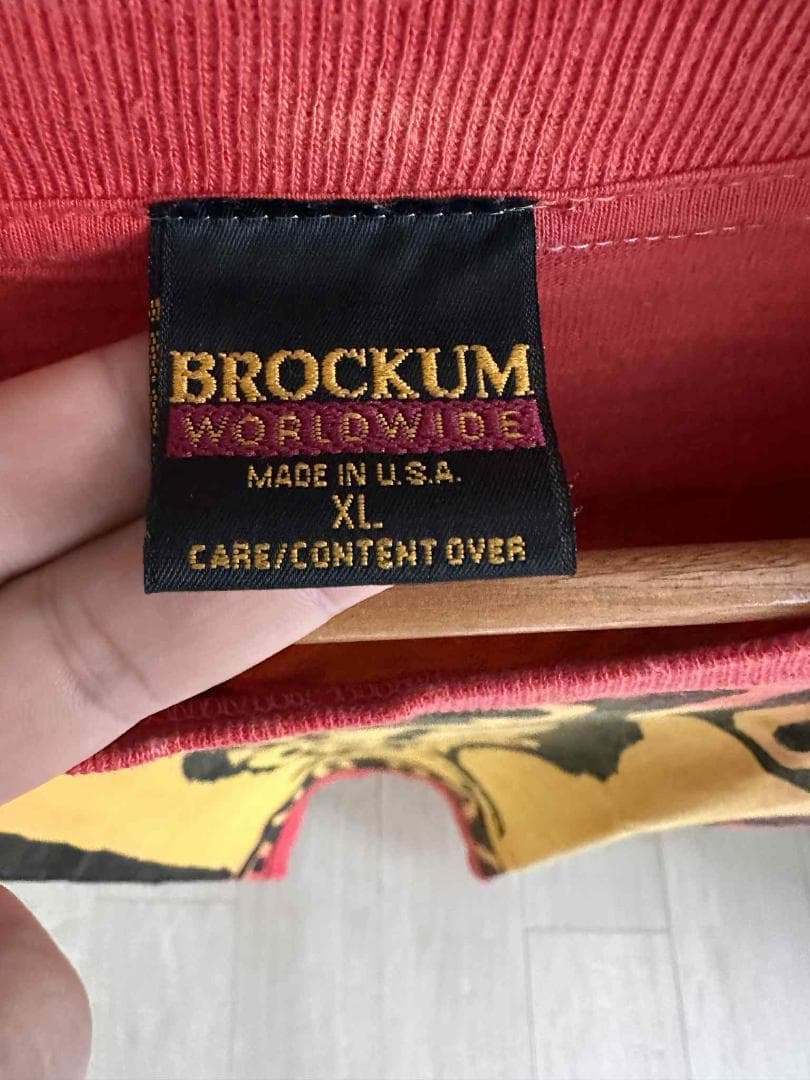 BROCKUM
WORLDWIDE
MADE IN U.S.A.
XL
CARE/CONTENT OVER